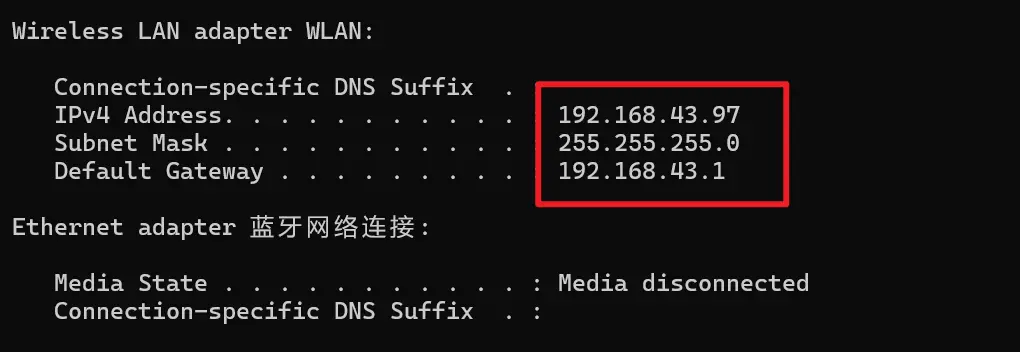 Wireless LAN adapter WLAN:
Connection-specific DNS Suffix  . 
IPv4 Address. . . . . . . . . . . 192.168.43.97
Subnet Mask . . . . . . . . . . . 255.255.255.0
Default Gateway . . . . . . . . . 192.168.43.1
Ethernet adapter 蓝牙网络连接:
Media State . . . . . . . . . . . : Media disconnected
Connection-specific DNS Suffix  . :